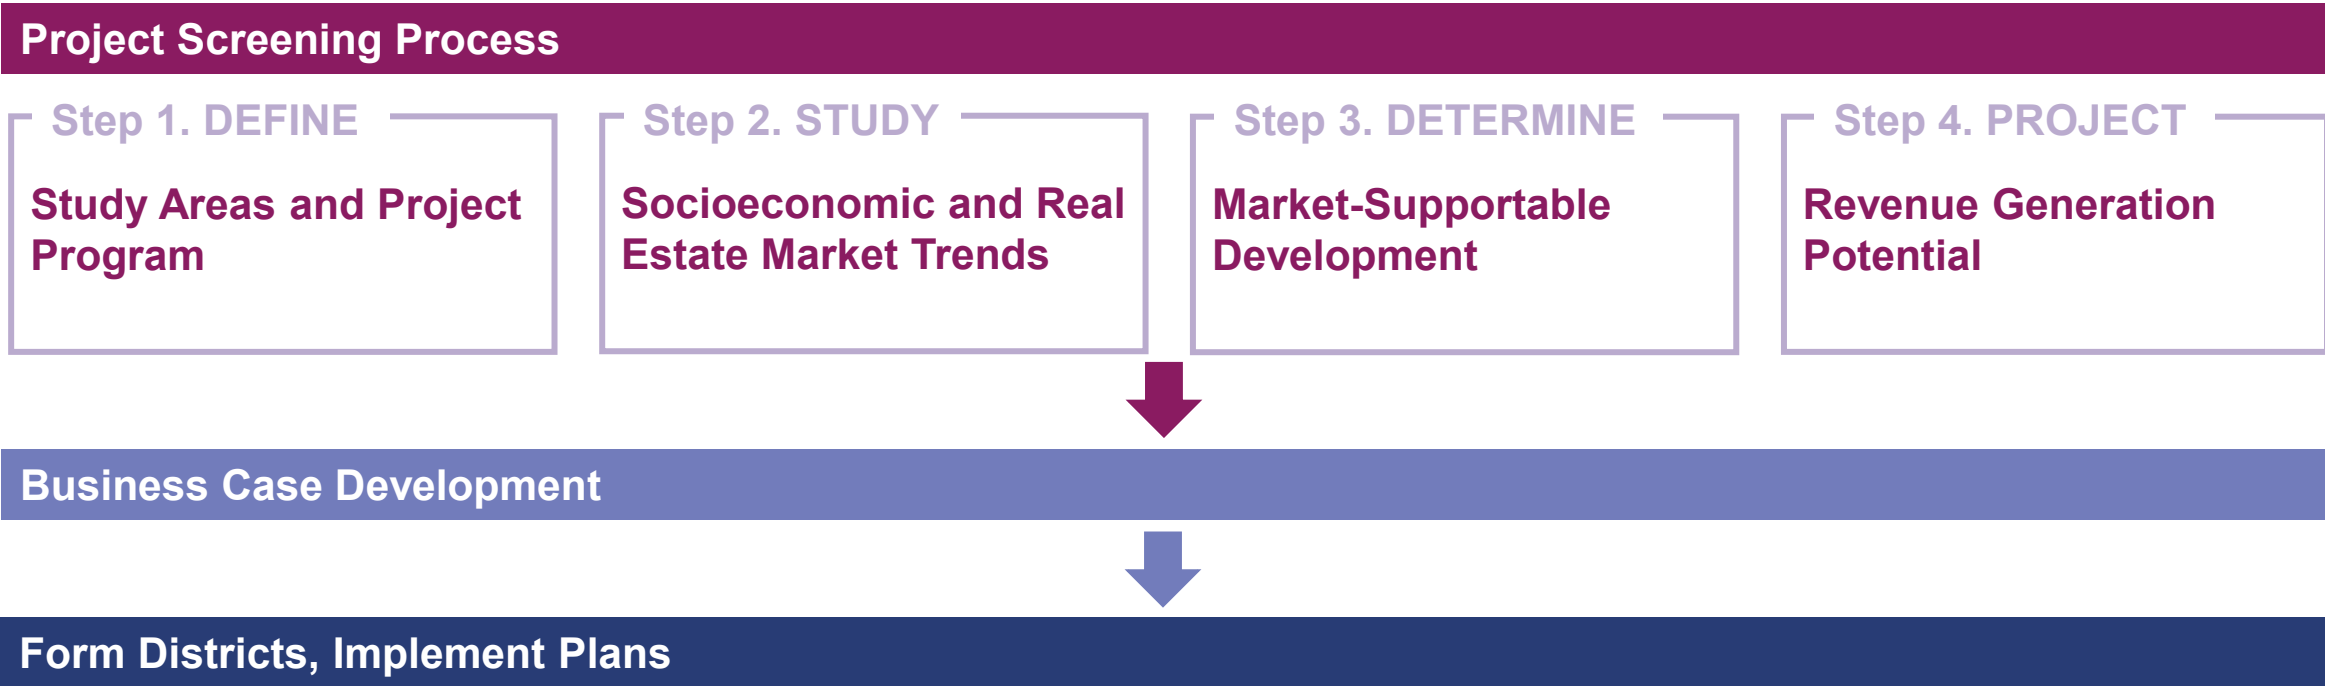 Project Screening Process
Step 1. DEFINE
Study Areas and Project
Program
Step 2. STUDY
Socioeconomic and Real
Estate Market Trends
Step 3. DETERMINE
Market-Supportable
Development
Step 4. PROJECT
Revenue Generation
Potential
Business Case Development
Form Districts, Implement Plans